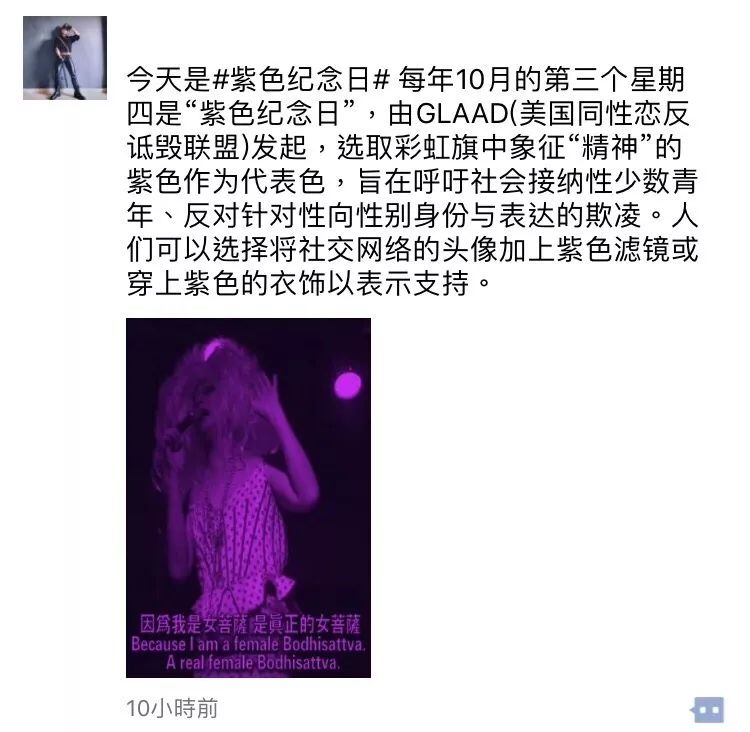 今天是#紫色纪念日# 每年10月的第三个星期
四是“紫色纪念日”，由GLAAD(美国同性恋反
诋毁联盟)发起，选取彩虹旗中象征“精神”的
紫色作为代表色，旨在呼吁社会接纳性少数青
年、反对针对性向性别身份与表达的欺凌。人
们可以选择将社交网络的头像加上紫色滤镜或
穿上紫色的衣饰以表示支持。
因爲我是女菩薩 是眞正的女菩薩
Because I am a female Bodhisattva.
A real female Bodhisattva.
10小時前